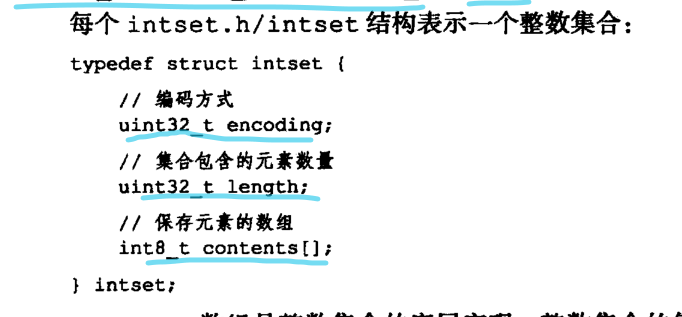 每个 intset.h/intset 结构表示一个整数集合：
typedef struct intset {
// 编码方式
uint32_t encoding;
// 集合包含的元素数量
uint32_t length;
// 保存元素的数组
int8_t contents[];
} intset;